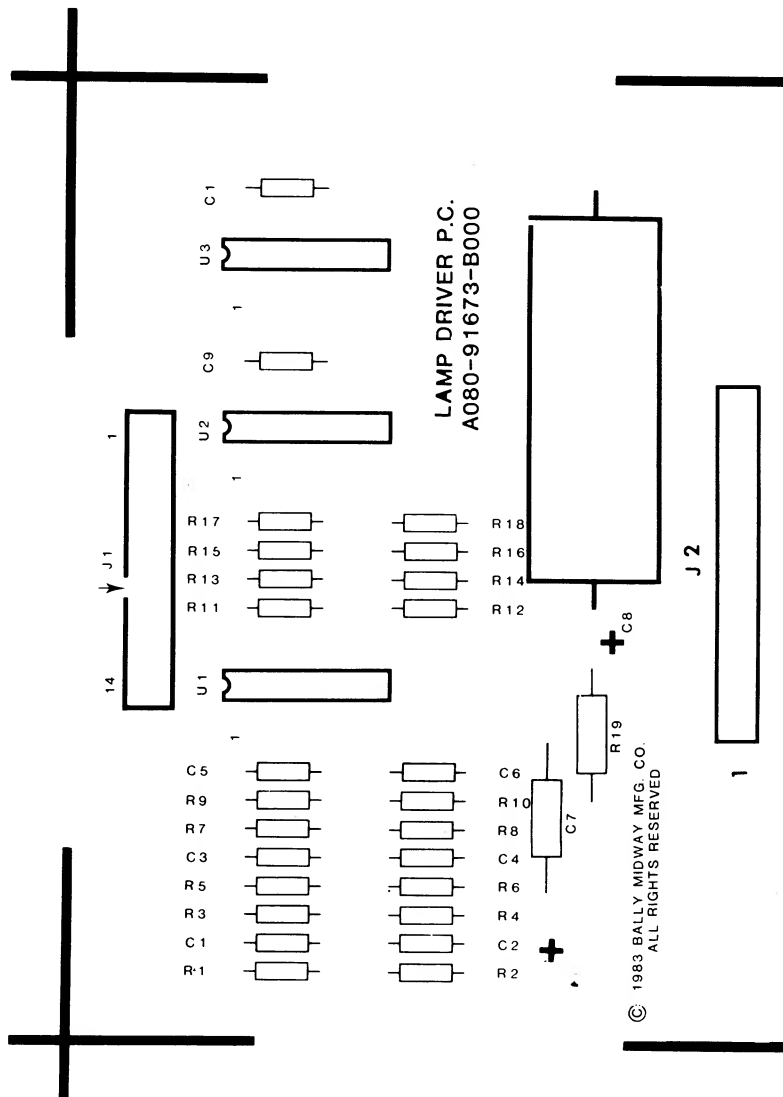 C1
U3
1
C9
U2
1
LAMP DRIVER P.C.
A080-91673-B000
1
J1
14
R17
R18
R15
R16
R13
R14
R11
R12
U1
1
C8
J2
R19
1
C5
C6
R9
R10
R7
R8
C7
C3
C4
R5
R6
R3
R4
C1
C2
R1
R2
© 1983 BALLY MIDWAY MFG. CO.
ALL RIGHTS RESERVED